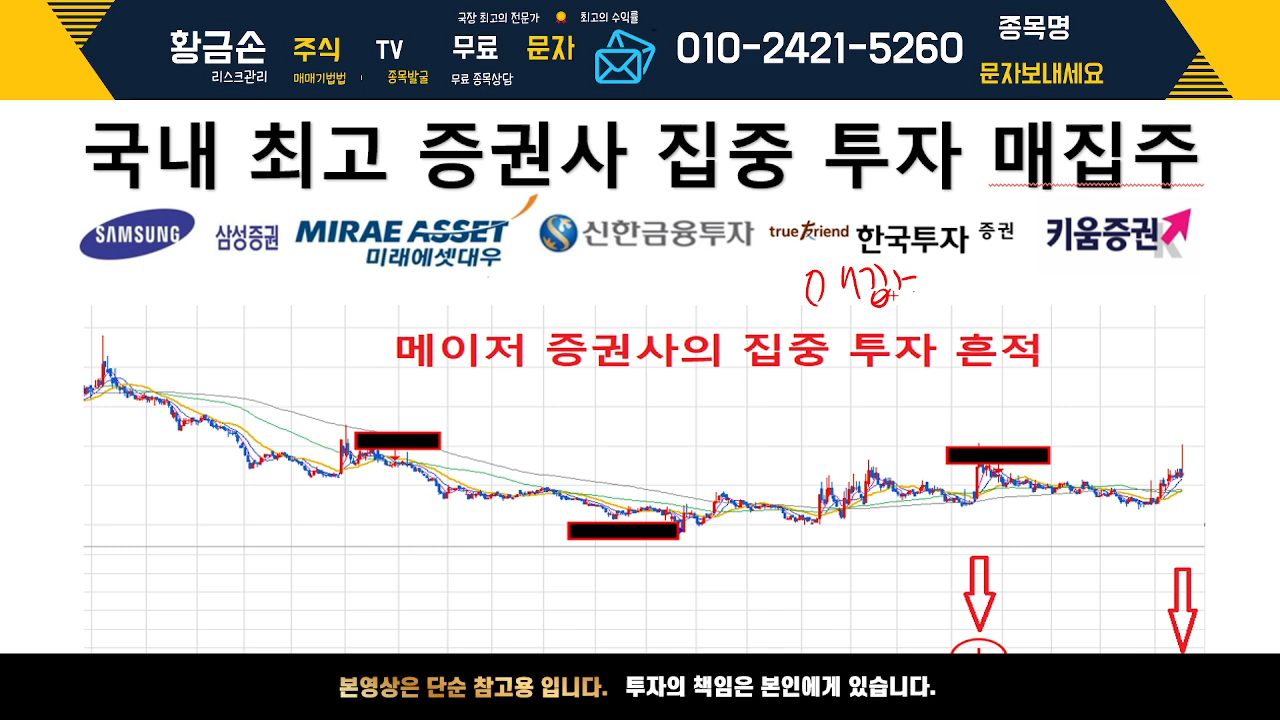 국장 최고의 전문가 최고의 수익률
황금손 주식 TV 무료 문자 010-2421-5260 종목명
리스크관리 매매기법법 종목발굴 무료 종목상담 문자보내세요
국내 최고 증권사 집중 투자 매집주
SAMSUNG 삼성증권 MIRAE ASSET 신한금융투자 true Friend 한국투자 증권 키움증권
미래에셋대우
메이저 증권사의 집중 투자 흔적
본영상은 단순 참고용 입니다. 투자의 책임은 본인에게 있습니다.